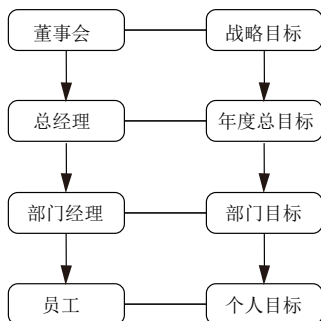 董事会
战略目标
总经理
年度总目标
部门经理
部门目标
员工
个人目标